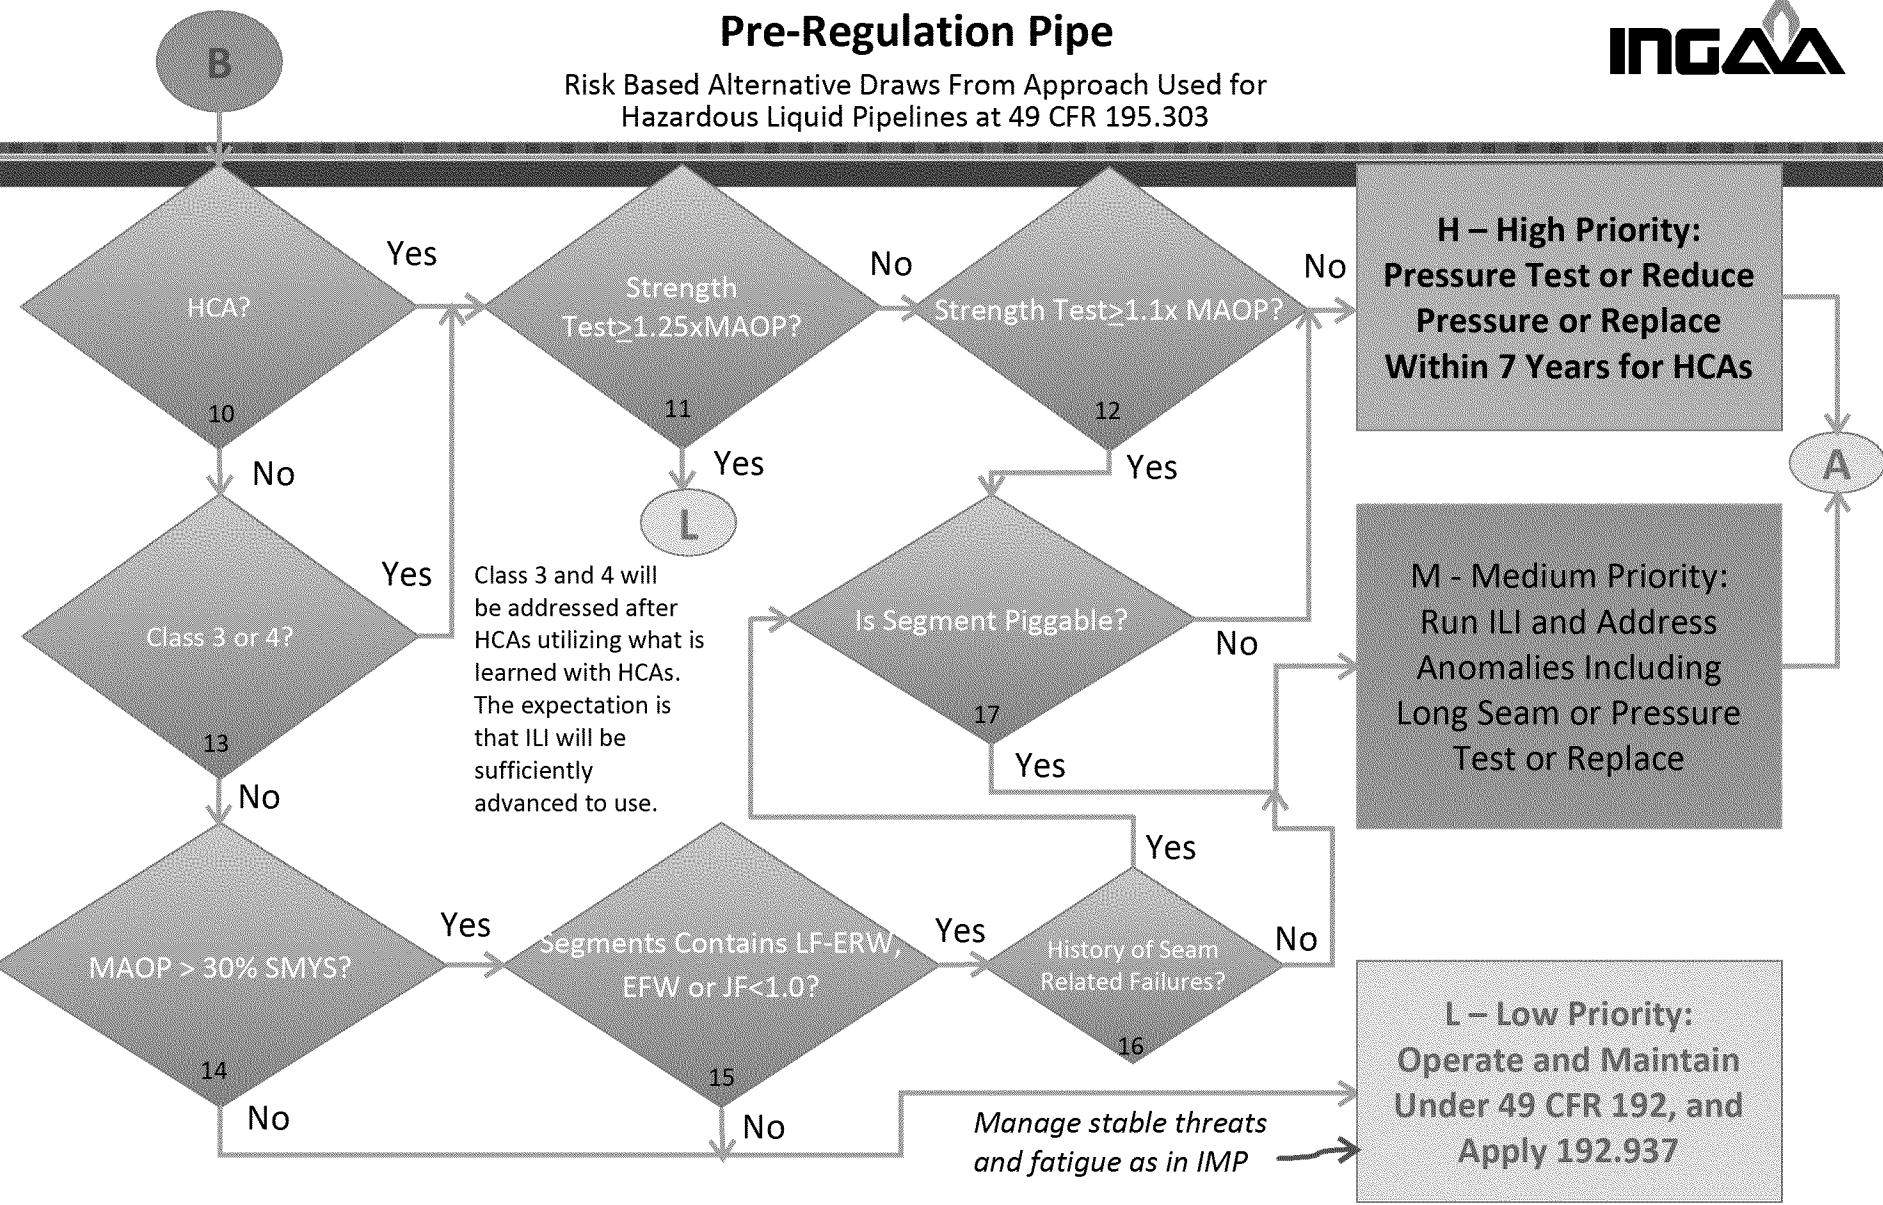 B
Pre-Regulation Pipe
Risk Based Alternative Draws From Approach Used for
Hazardous Liquid Pipelines at 49 CFR 195.303
INGAA
HCA?
10
Yes
No
Strength
Test≥1.25xMAOP?
11
No
Yes
L
Strength Test≥1.1x MAOP?
12
No
Yes
H – High Priority:
Pressure Test or Reduce
Pressure or Replace
Within 7 Years for HCAs
A
Class 3 or 4?
13
Yes
No
Class 3 and 4 will
be addressed after
HCAs utilizing what is
learned with HCAs.
The expectation is
that ILI will be
sufficiently
advanced to use.
Is Segment Piggable?
17
No
Yes
M - Medium Priority:
Run ILI and Address
Anomalies Including
Long Seam or Pressure
Test or Replace
MAOP > 30% SMYS?
14
Yes
No
Segments Contains LF-ERW,
EFW or JF<1.0?
15
Yes
No
History of Seam
Related Failures?
16
Yes
No
Manage stable threats
and fatigue as in IMP
L – Low Priority:
Operate and Maintain
Under 49 CFR 192, and
Apply 192.937